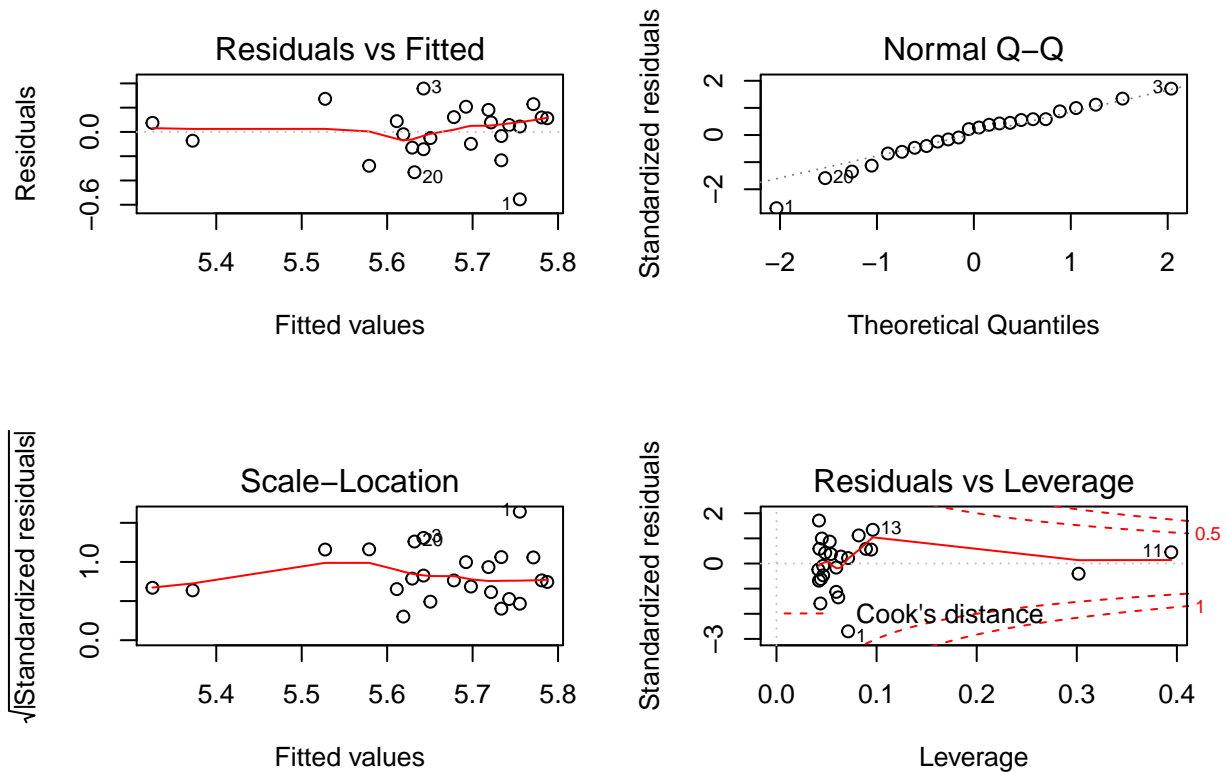 Residuals vs Fitted
Residuals
0.0
−0.6
3
20
1
5.4 5.5 5.6 5.7 5.8
Fitted values
Normal Q−Q
Standardized residuals
2
0
−2
3
20
1
−2 −1 0 1 2
Theoretical Quantiles
Scale−Location
√|Standardized residuals|
1.0
0.0
1
3
20
5.4 5.5 5.6 5.7 5.8
Fitted values
Residuals vs Leverage
Standardized residuals
2
0
−3
13
11
0.5
1
Cook's distance
1
0.0 0.1 0.2 0.3 0.4
Leverage